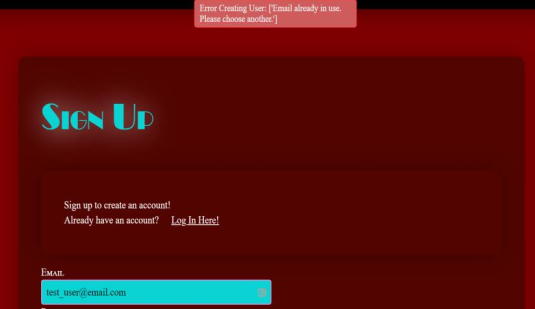 Error Creating User: ['Email already in use.
Please choose another.']
Sign Up
Sign up to create an account!
Already have an account? Log In Here!
Email
test_user@email.com